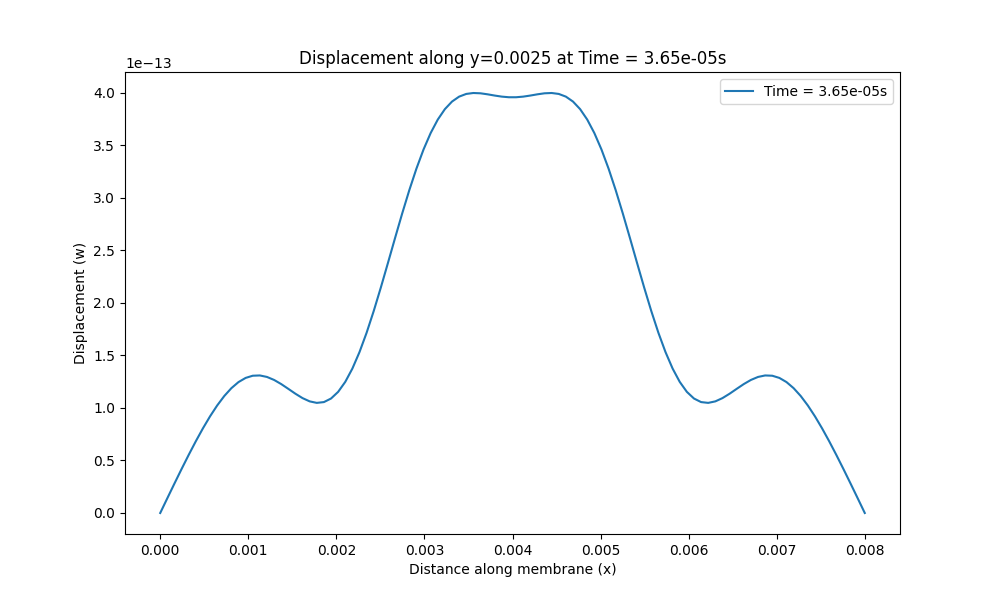 Displacement along y=0.0025 at Time = 3.65e-05s
1e−13
Time = 3.65e-05s
4.0
3.5
3.0
2.5
2.0
1.5
1.0
0.5
0.0
Displacement (w)
0.000 0.001 0.002 0.003 0.004 0.005 0.006 0.007 0.008
Distance along membrane (x)